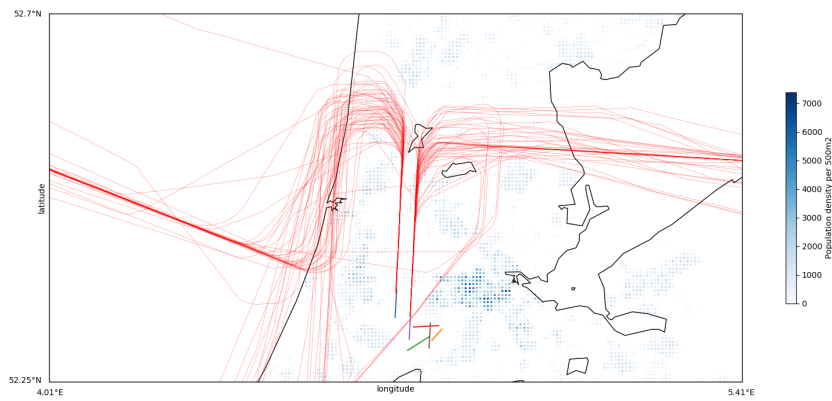 52.7°N
7000
6000
5000
4000
3000
2000
1000
0
Population density per 500m2
latitude
52.25°N
longitude
4.01°E
5.41°E